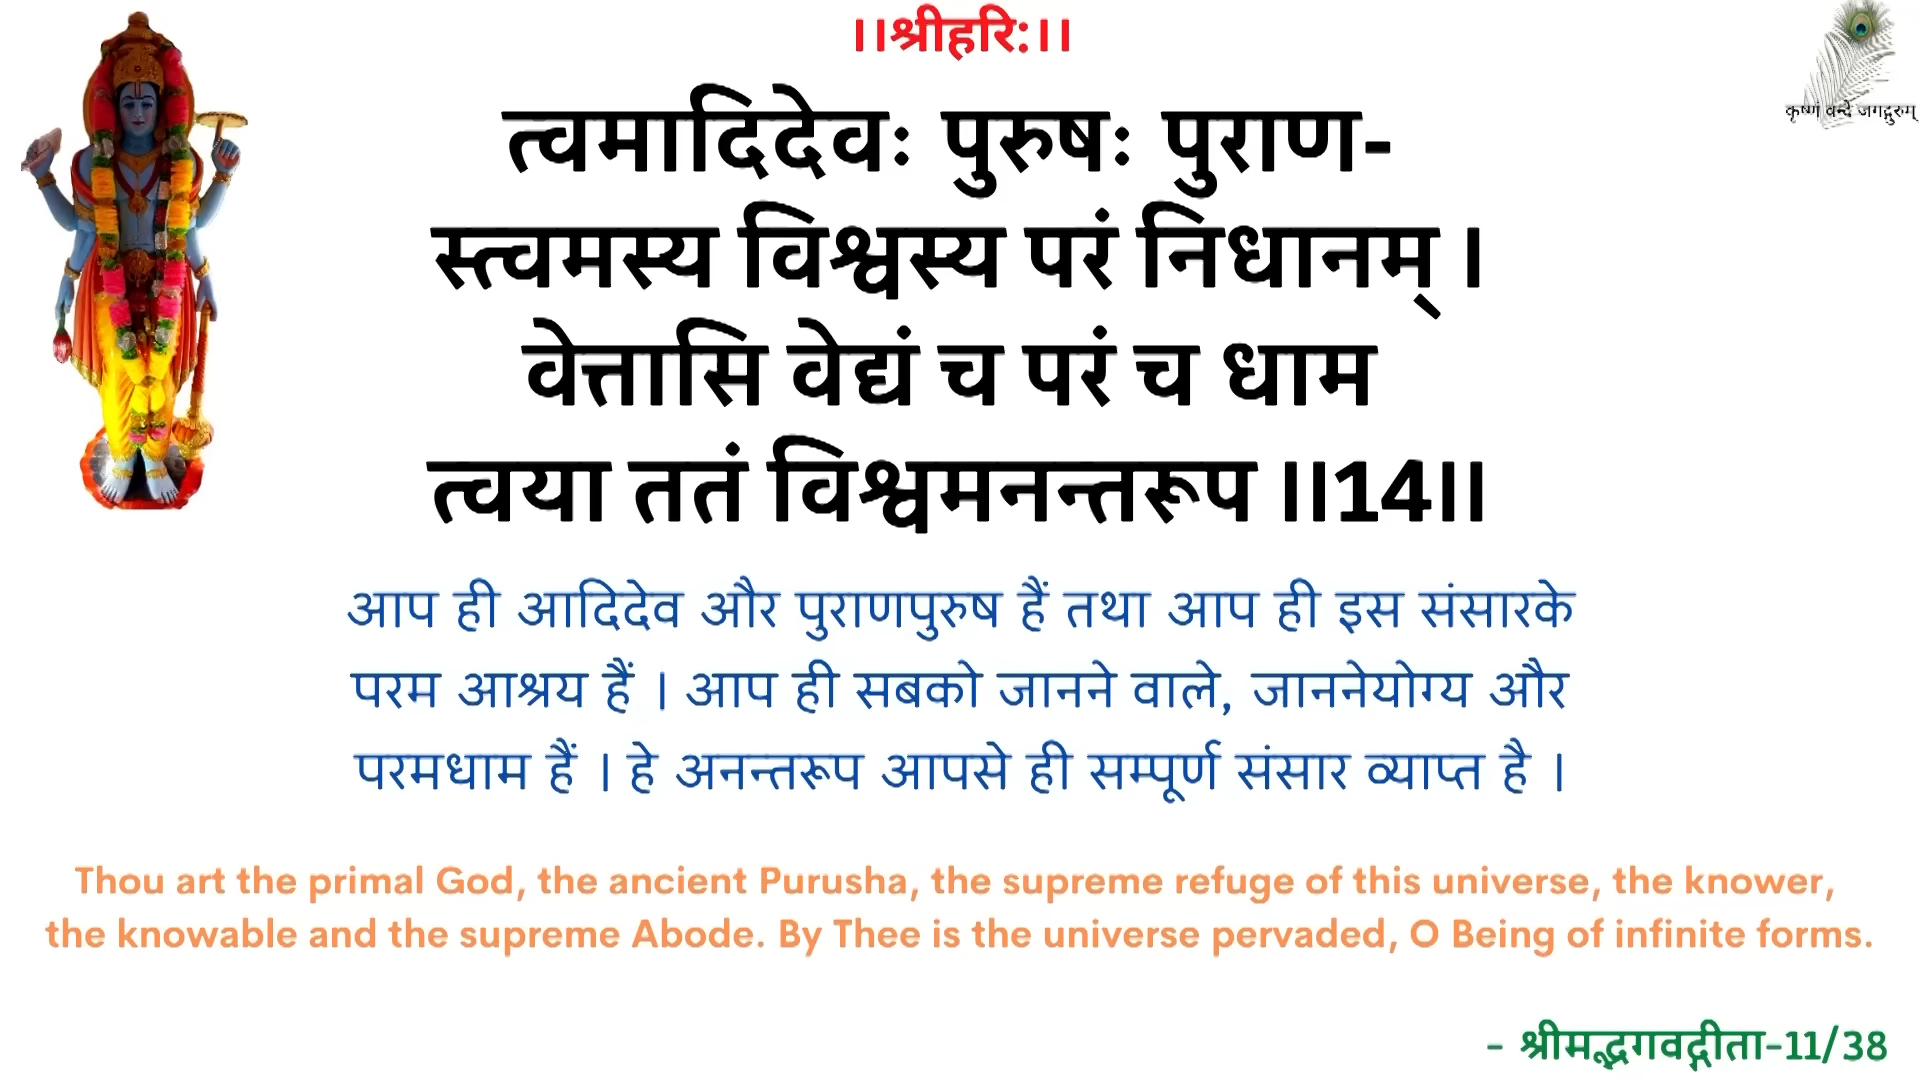 ।।श्रीहरि:।।
कृष्णं वन्दे जगद्गुरुम्
त्वमादिदेवः पुरुषः पुराण-
स्त्वमस्य विश्वस्य परं निधानम् ।
वेत्तासि वेद्यं च परं च धाम
त्वया ततं विश्वमनन्तरूप ।।14।।
आप ही आदिदेव और पुराणपुरुष हैं तथा आप ही इस संसारके
परम आश्रय हैं । आप ही सबको जानने वाले, जाननेयोग्य और
परमधाम हैं । हे अनन्तरूप आपसे ही सम्पूर्ण संसार व्याप्त है ।
Thou art the primal God, the ancient Purusha, the supreme refuge of this universe, the knower,
the knowable and the supreme Abode. By Thee is the universe pervaded, O Being of infinite forms.
- श्रीमद्भगवद्गीता-11/38